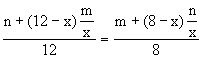 (n + (12 − x) m/x) / 12 = (m + (8 − x) n/x) / 8